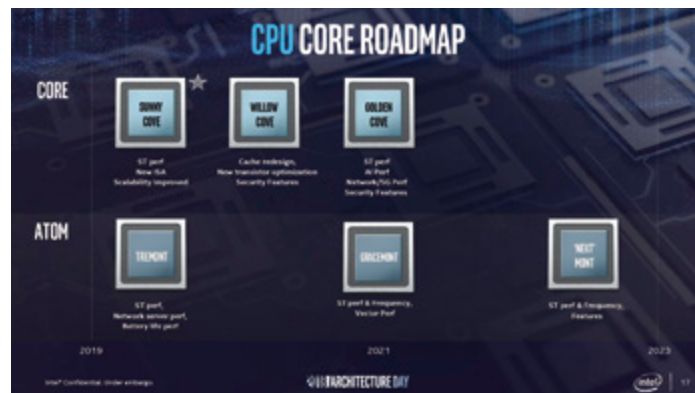 CPU CORE ROADMAP
CORE
SUNNY
COVE
WILLOW
COVE
GOLDEN
COVE
ST perf
New ISA
Scalability improved
Cache redesign,
New transistor optimization
Security Features
ST perf
AI Perf
Network/5G Perf
Security Features
ATOM
TREMONT
GRACEMONT
'NEXT'
MONT
ST perf,
Network server perf,
Battery life perf
ST perf & Frequency,
Vector Perf
ST perf & Frequency,
Features
2019
2021
2023
Intel® Confidential. Under embargo.
ARCHITECTURE DAY
intel
17